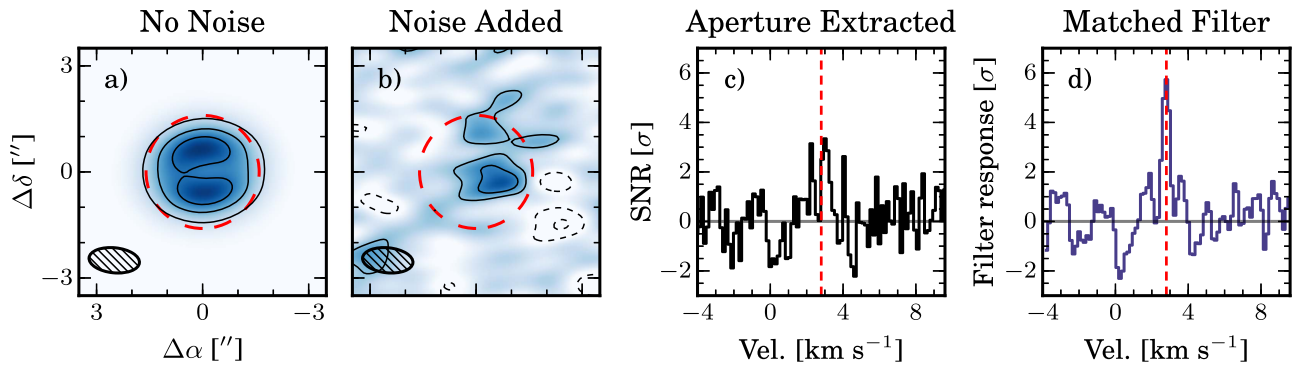 No Noise
Noise Added
Aperture Extracted
Matched Filter
a)
b)
c)
d)
3
0
−3
Δδ [″]
3
0
−3
Δα [″]
6
4
2
0
−2
SNR [σ]
−4
0
4
8
Vel. [km s⁻¹]
6
4
2
0
−2
Filter response [σ]
−4
0
4
8
Vel. [km s⁻¹]